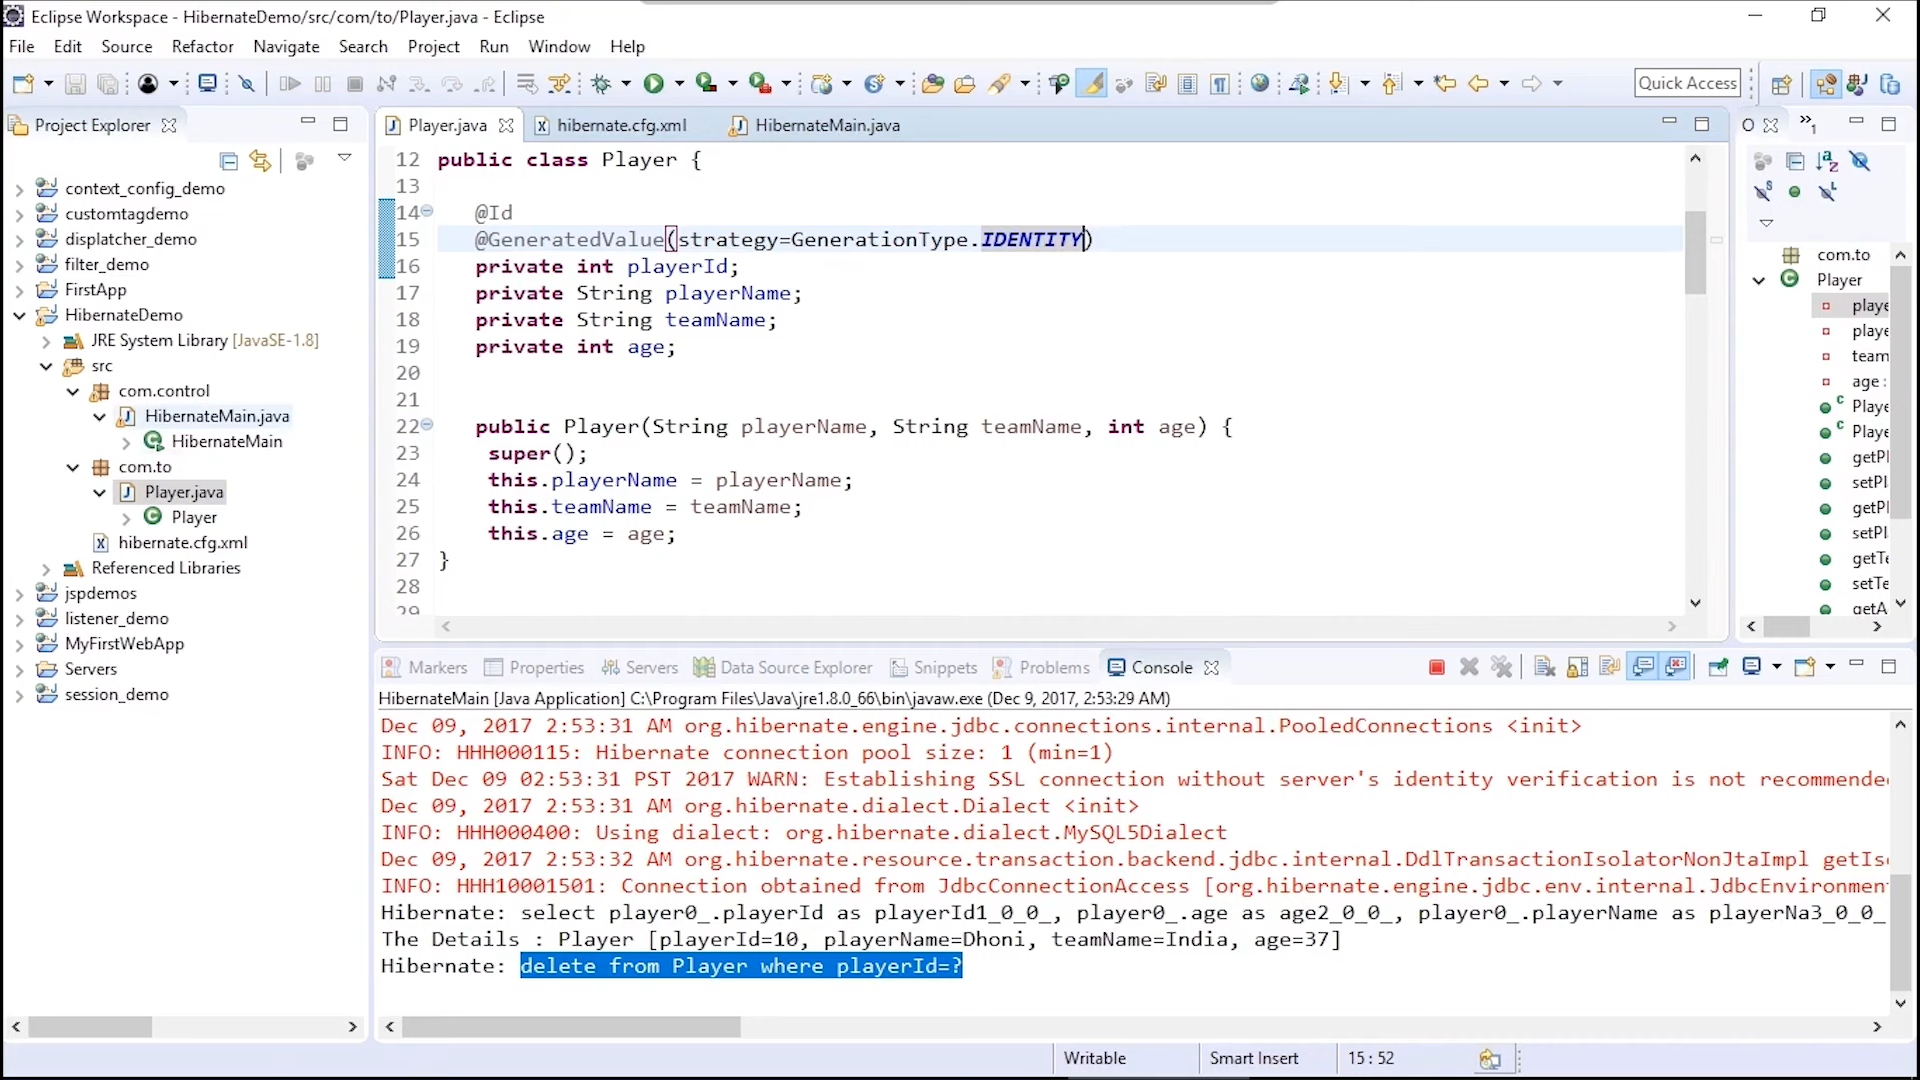 Eclipse Workspace - HibernateDemo/src/com/to/Player.java - Eclipse
File Edit Source Refactor Navigate Search Project Run Window Help
Quick Access
Project Explorer
context_config_demo
customtagdemo
displatcher_demo
filter_demo
FirstApp
HibernateDemo
JRE System Library [JavaSE-1.8]
src
com.control
HibernateMain.java
HibernateMain
com.to
Player.java
Player
hibernate.cfg.xml
Referenced Libraries
jspdemos
listener_demo
MyFirstWebApp
Servers
session_demo
Player.java hibernate.cfg.xml HibernateMain.java
12 public class Player {
13
14 @Id
15 @GeneratedValue(strategy=GenerationType.IDENTITY)
16 private int playerId;
17 private String playerName;
18 private String teamName;
19 private int age;
20
21
22 public Player(String playerName, String teamName, int age) {
23 super();
24 this.playerName = playerName;
25 this.teamName = teamName;
26 this.age = age;
27 }
28
29
O
com.to
Player
playe
playe
team
age :
Playe
Playe
getPl
setPl
getPl
setPl
getTe
setTe
getA
Markers Properties Servers Data Source Explorer Snippets Problems Console
HibernateMain [Java Application] C:\Program Files\Java\jre1.8.0_66\bin\javaw.exe (Dec 9, 2017, 2:53:29 AM)
Dec 09, 2017 2:53:31 AM org.hibernate.engine.jdbc.connections.internal.PooledConnections <init>
INFO: HHH000115: Hibernate connection pool size: 1 (min=1)
Sat Dec 09 02:53:31 PST 2017 WARN: Establishing SSL connection without server's identity verification is not recommende
Dec 09, 2017 2:53:31 AM org.hibernate.dialect.Dialect <init>
INFO: HHH000400: Using dialect: org.hibernate.dialect.MySQL5Dialect
Dec 09, 2017 2:53:32 AM org.hibernate.resource.transaction.backend.jdbc.internal.DdlTransactionIsolatorNonJtaImpl getIs
INFO: HHH10001501: Connection obtained from JdbcConnectionAccess [org.hibernate.engine.jdbc.env.internal.JdbcEnvironmen
Hibernate: select player0_.playerId as playerId1_0_0_, player0_.age as age2_0_0_, player0_.playerName as playerNa3_0_0_
The Details : Player [playerId=10, playerName=Dhoni, teamName=India, age=37]
Hibernate: delete from Player where playerId=?
Writable Smart Insert 15 : 52